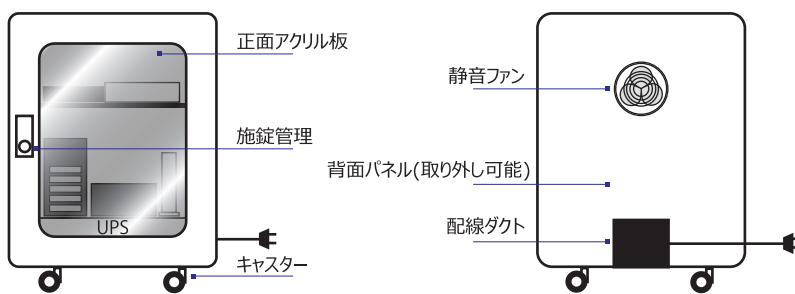 正面アクリル板
施錠管理
UPS
キャスター
静音ファン
背面パネル(取り外し可能)
配線ダクト